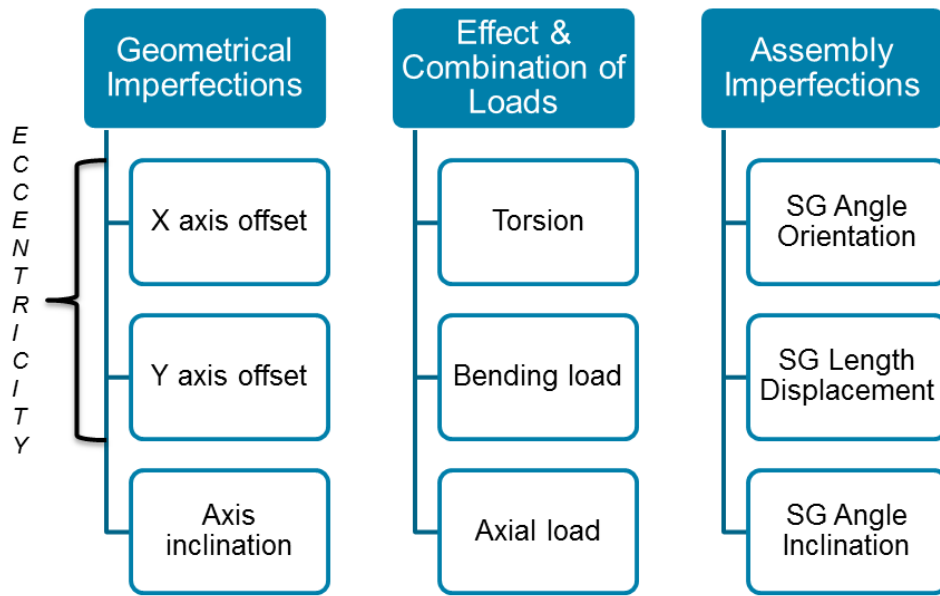 Geometrical
Imperfections
Effect &
Combination of
Loads
Assembly
Imperfections
ECCENTRICITY
X axis offset
Y axis offset
Axis
inclination
Torsion
Bending load
Axial load
SG Angle
Orientation
SG Length
Displacement
SG Angle
Inclination